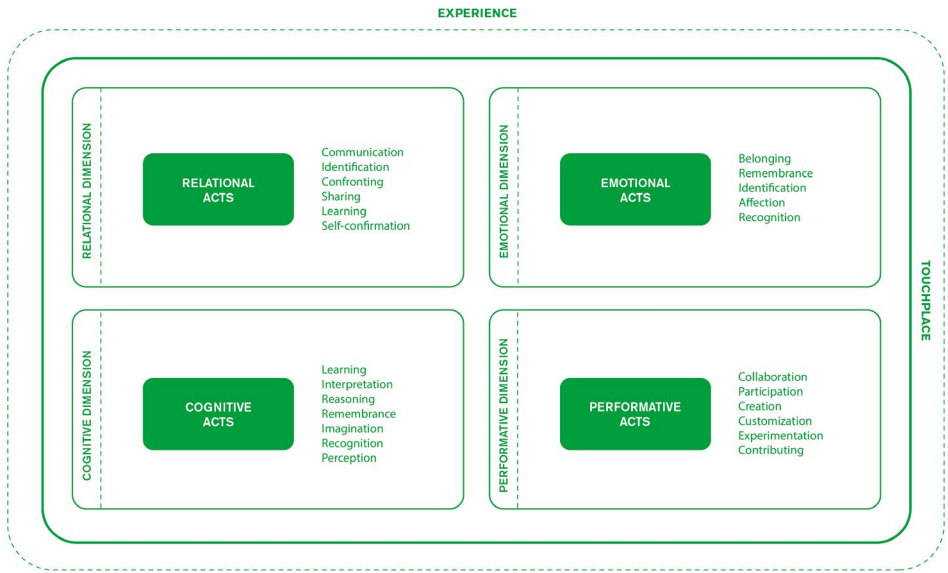 EXPERIENCE
RELATIONAL DIMENSION
RELATIONAL
ACTS
Communication
Identification
Confronting
Sharing
Learning
Self-confirmation
EMOTIONAL DIMENSION
EMOTIONAL
ACTS
Belonging
Remembrance
Identification
Affection
Recognition
TOUCHPLACE
COGNITIVE DIMENSION
COGNITIVE
ACTS
Learning
Interpretation
Reasoning
Remembrance
Imagination
Recognition
Perception
PERFORMATIVE DIMENSION
PERFORMATIVE
ACTS
Collaboration
Participation
Creation
Customization
Experimentation
Contributing